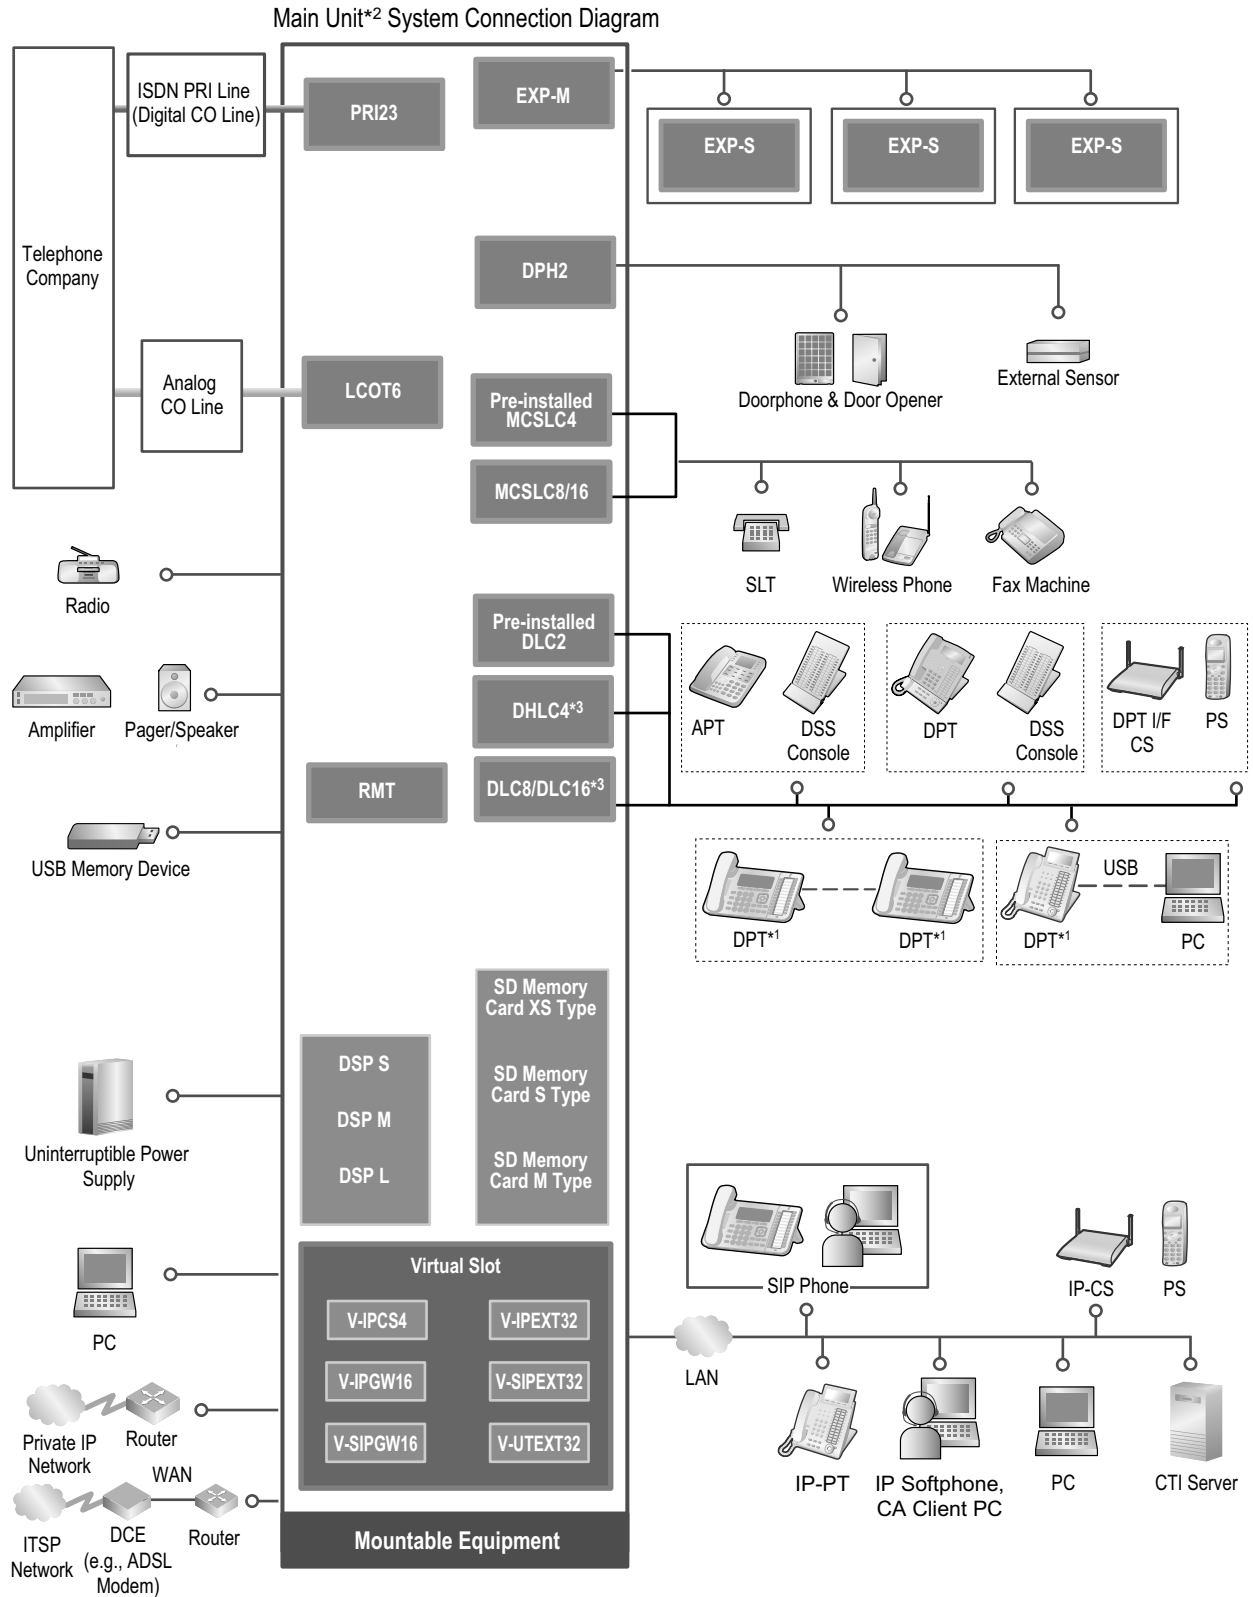 Main Unit*2 System Connection Diagram
ISDN PRI Line
(Digital CO Line)
PRI23
EXP-M
EXP-S
EXP-S
EXP-S
Telephone
Company
DPH2
Doorphone & Door Opener
External Sensor
Analog
CO Line
LCOT6
Pre-installed
MCSLC4
MCSLC8/16
SLT
Wireless Phone
Fax Machine
Radio
Pre-installed
DLC2
DHLC4*3
DLC8/DLC16*3
APT
DSS
Console
DPT
DSS
Console
DPT I/F
CS
PS
Amplifier
Pager/Speaker
RMT
USB Memory Device
DPT*1
DPT*1
DPT*1
USB
PC
SD Memory
Card XS Type
SD Memory
Card S Type
SD Memory
Card M Type
DSP S
DSP M
DSP L
Uninterruptible Power
Supply
PC
Virtual Slot
V-IPCS4
V-IPEXT32
V-IPGW16
V-SIPEXT32
V-SIPGW16
V-UTEXT32
SIP Phone
IP-CS
PS
LAN
IP-PT
IP Softphone,
CA Client PC
PC
CTI Server
Private IP
Network
Router
WAN
ITSP
Network
DCE
(e.g., ADSL
Modem)
Router
Mountable Equipment